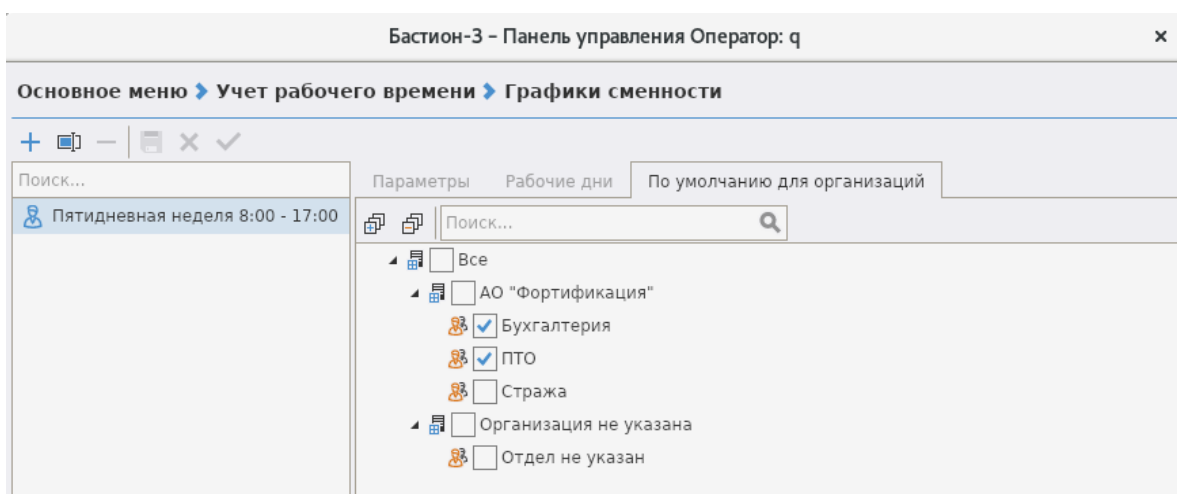 Бастион-3 – Панель управления Оператор: q
Основное меню Учет рабочего времени Графики сменности
Поиск...
Параметры Рабочие дни По умолчанию для организаций
Пятидневная неделя 8:00 - 17:00
Поиск...
Все
АО "Фортификация"
Бухгалтерия
ПТО
Стража
Организация не указана
Отдел не указан